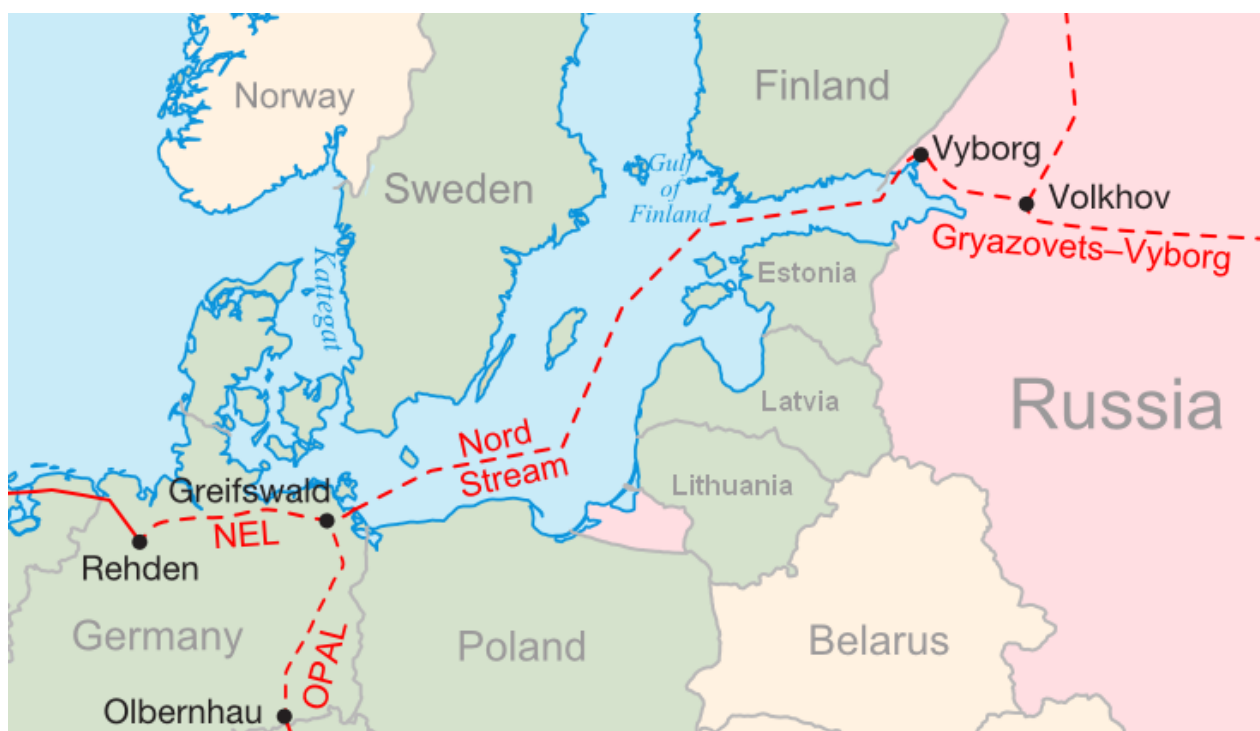 Norway
Finland
Vyborg
Gulf
of
Finland
Sweden
Volkhov
Gryazovets–Vyborg
Kattegat
Estonia
Russia
Latvia
Nord
Stream
Lithuania
Greifswald
NEL
Rehden
Germany
OPAL
Poland
Belarus
Olbernhau